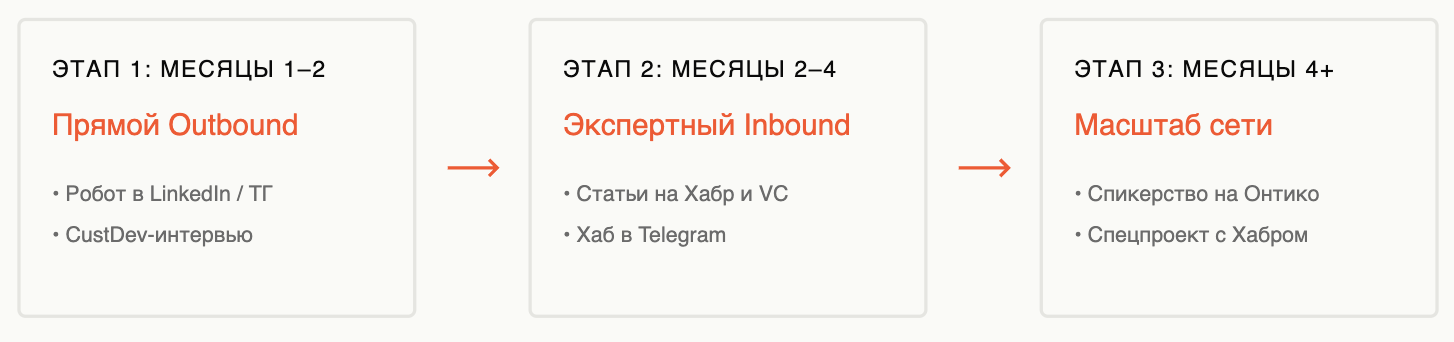 ЭТАП 1: МЕСЯЦЫ 1–2
Прямой Outbound
• Робот в LinkedIn / ТГ
• CustDev-интервью
ЭТАП 2: МЕСЯЦЫ 2–4
Экспертный Inbound
• Статьи на Хабр и VC
• Хаб в Telegram
ЭТАП 3: МЕСЯЦЫ 4+
Масштаб сети
• Спикерство на Онтико
• Спецпроект с Хабром